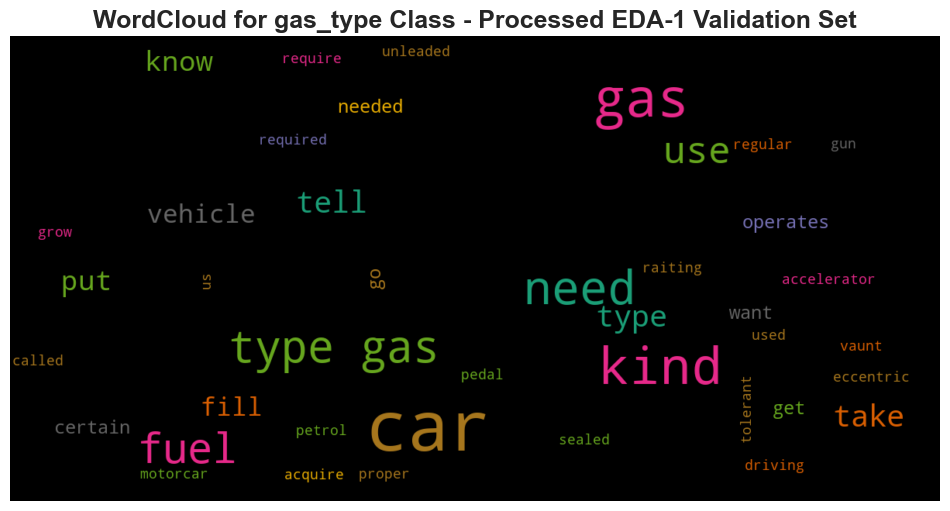 WordCloud for gas_type Class - Processed EDA-1 Validation Set
know
require
unleaded
needed
gas
required
use
regular
gun
vehicle
tell
operates
grow
put
us
go
need
raiting
accelerator
type
want
used
type gas
kind
vaunt
called
pedal
eccentric
fill
tolerant
get
take
certain
fuel
petrol
car
sealed
motorcar
acquire
proper
driving